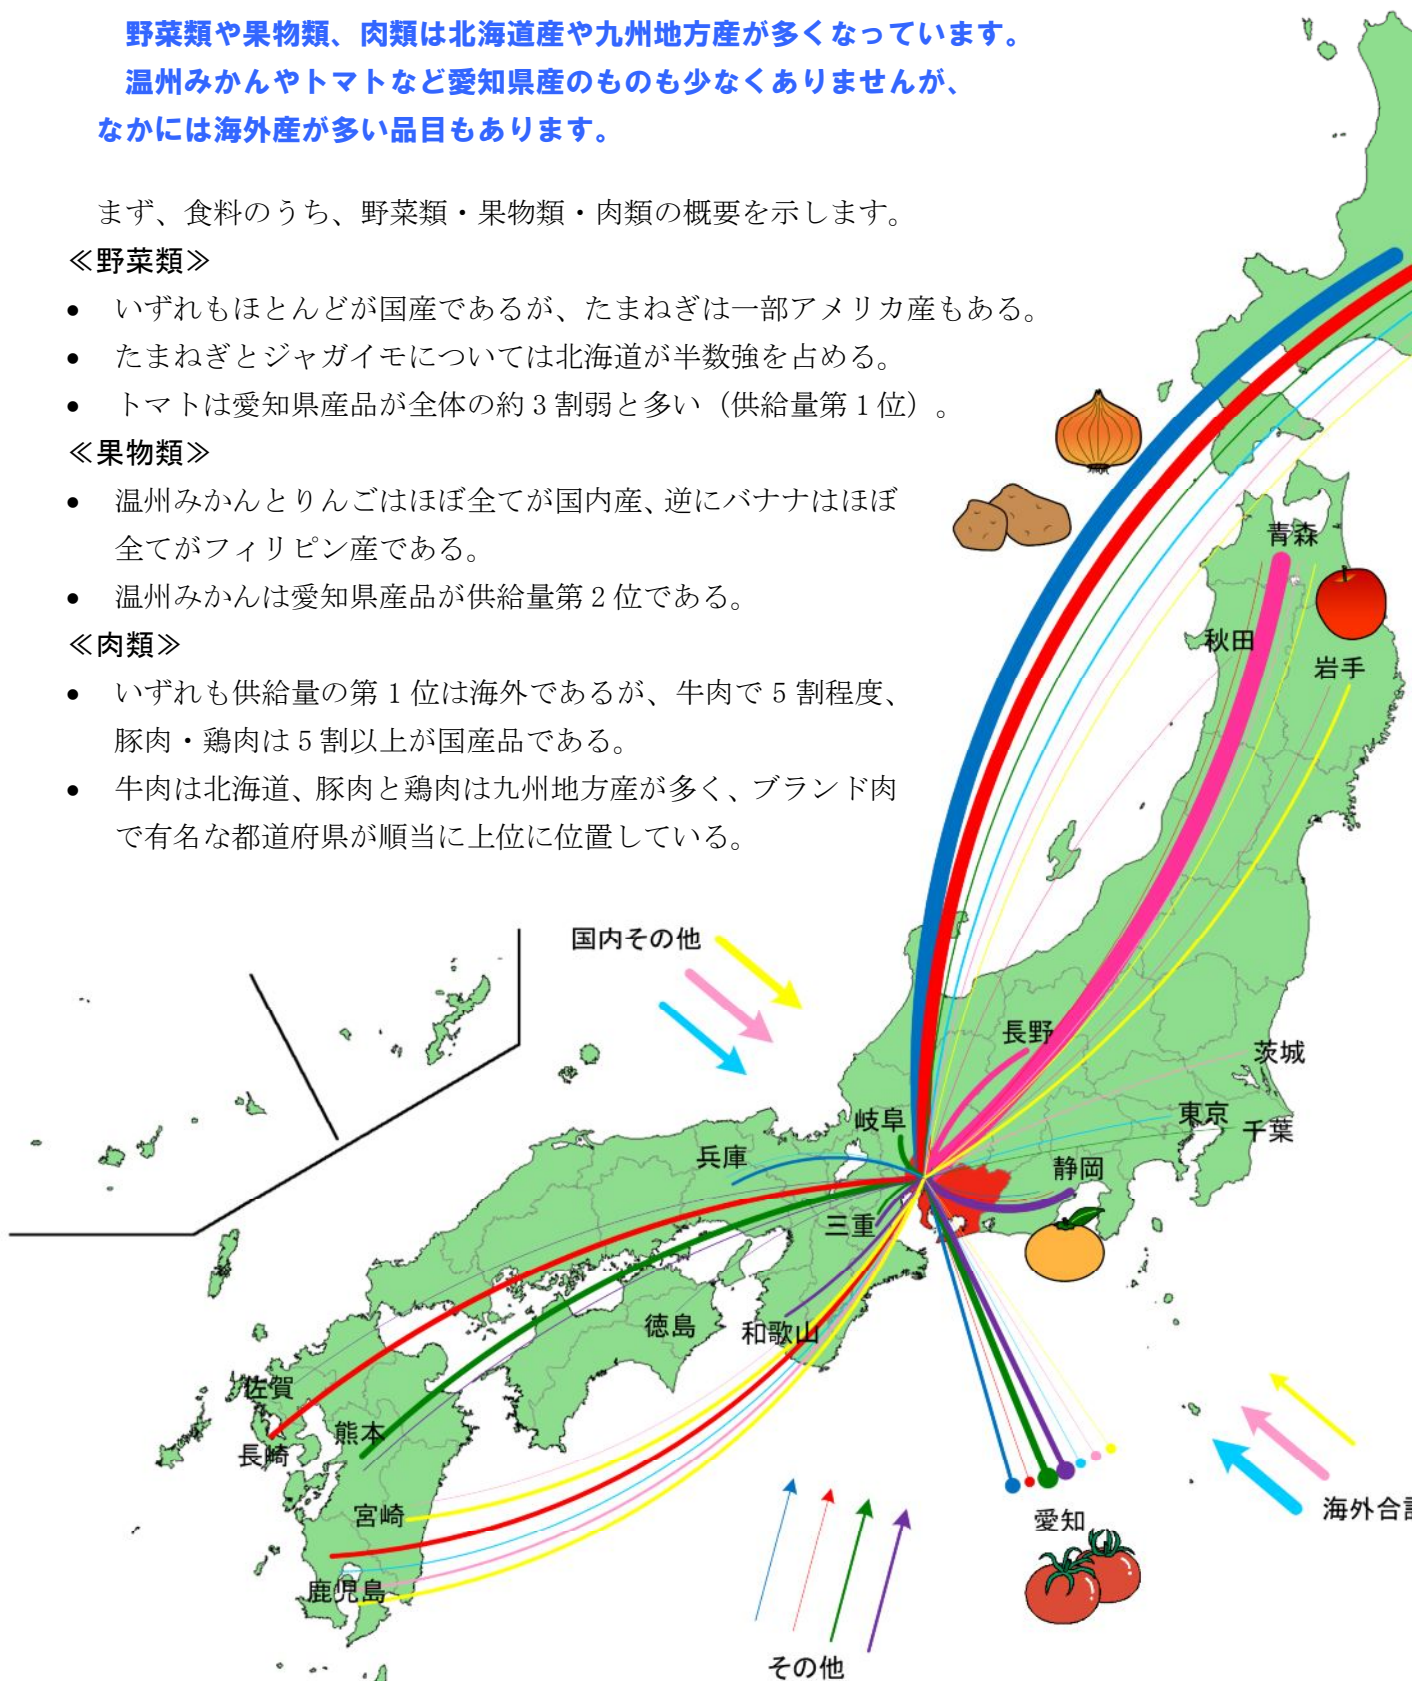 野菜類や果物類、肉類は北海道産や九州地方産が多くなっています。
温州みかんやトマトなど愛知県産のものも少なくありませんが、
なかには海外産が多い品目もあります。
まず、食料のうち、野菜類・果物類・肉類の概要を示します。
≪野菜類≫
• いずれもほとんどが国産であるが、たまねぎは一部アメリカ産もある。
• たまねぎとジャガイモについては北海道が半数強を占める。
• トマトは愛知県産品が全体の約3割弱と多い（供給量第1位）。
≪果物類≫
• 温州みかんとりんごはほぼ全てが国内産、逆にバナナはほぼ
全てがフィリピン産である。
• 温州みかんは愛知県産品が供給量第2位である。
≪肉類≫
• いずれも供給量の第1位は海外であるが、牛肉で5割程度、
豚肉・鶏肉は5割以上が国産品である。
• 牛肉は北海道、豚肉と鶏肉は九州地方産が多く、ブランド肉
で有名な都道府県が順当に上位に位置している。
青森
秋田
岩手
国内その他
長野
茨城
岐阜
東京
千葉
兵庫
静岡
三重
徳島
和歌山
佐賀
熊本
長崎
宮崎
愛知
海外合計
鹿児島
その他